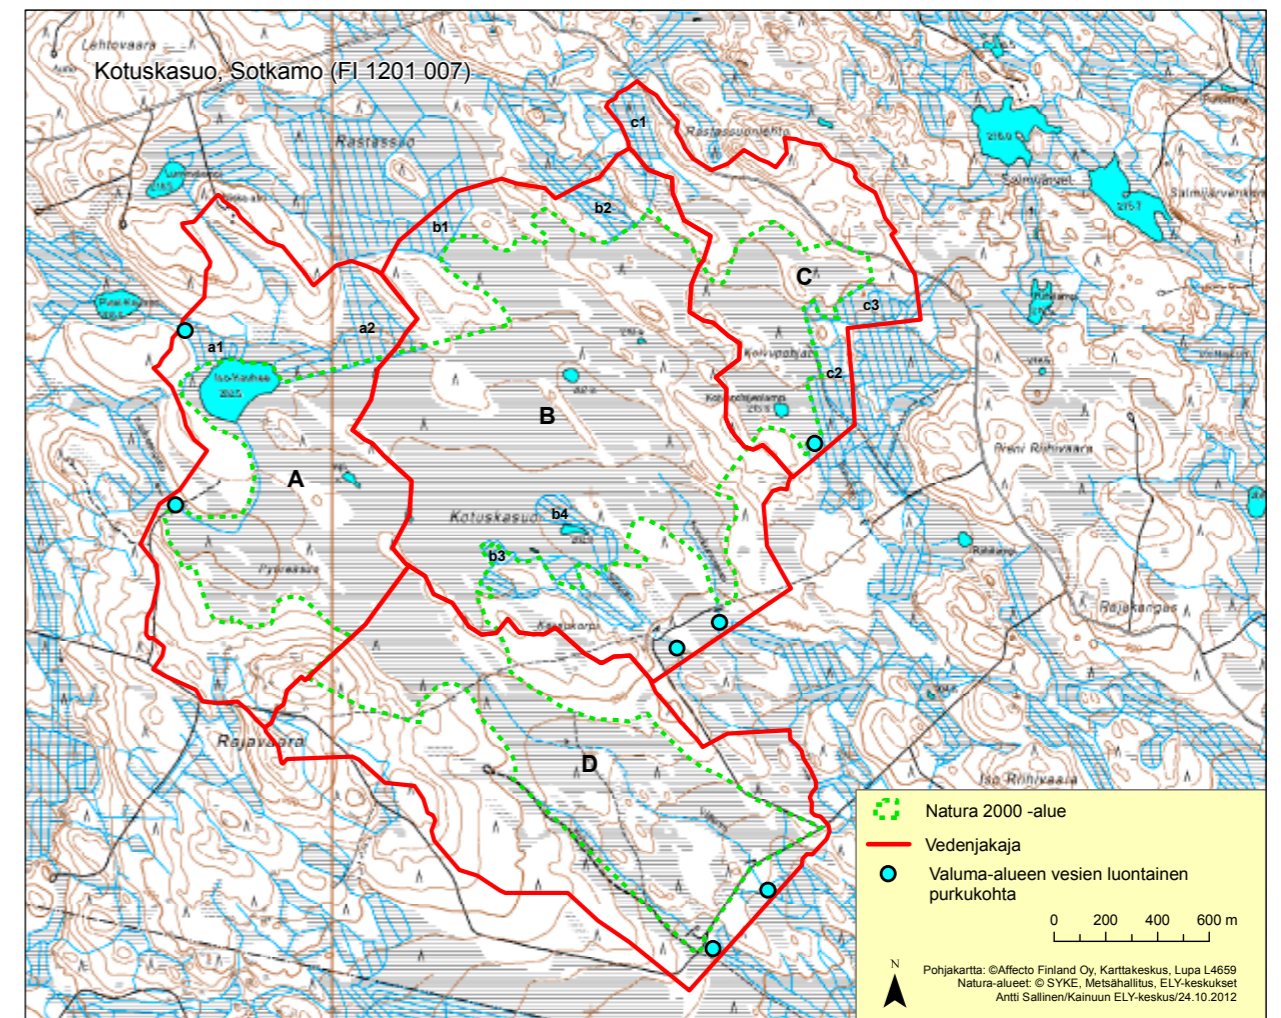 Lehtovaara
Kotuskasuo, Sotkamo (FI 1201 007)
c1
Rastassuo
Rastassuonlehto
Salmijärvet
b2
b1
C
c3
a2
a1
Iso-Kauhee
c2
B
A
Kotuskasuo
b4
b3
Pieni Riihivaara
Rajakangas
Rajavaara
D
Iso Riihivaara
Natura 2000 -alue
Vedenjakaja
Valuma-alueen vesien luontainen
purkukohta
0 200 400 600 m
N
Pohjakartta: ©Affecto Finland Oy, Karttakeskus, Lupa L4659
Natura-alueet: © SYKE, Metsähallitus, ELY-keskukset
Antti Sallinen/Kainuun ELY-keskus/24.10.2012